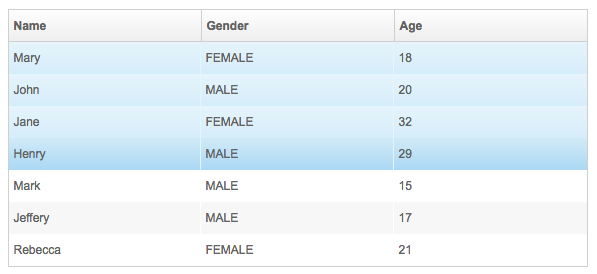 Name Gender Age
Mary FEMALE 18
John MALE 20
Jane FEMALE 32
Henry MALE 29
Mark MALE 15
Jeffery MALE 17
Rebecca FEMALE 21